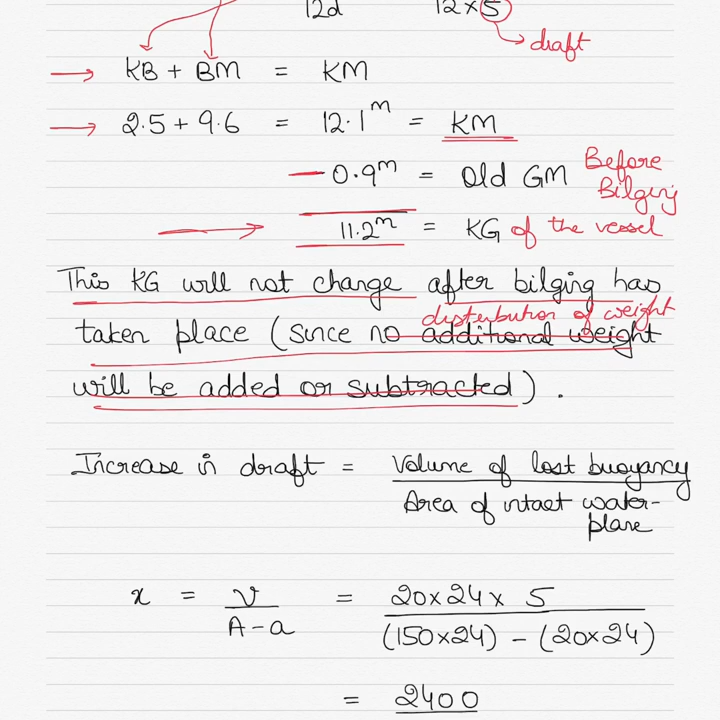 12d 12×5
draft
→ KB + BM = KM
→ 2.5 + 9.6 = 12.1ᵐ = KM
— 0.9ᵐ = Old GM Before Bilging
→ 11.2ᵐ = KG of the vessel
This KG will not change after bilging has
distribution of weight
taken place (since no additional weight
will be added or subtracted).
Increase in draft = Volume of lost buoyancy
Area of intact water-
plane
x = v = 20×24× 5
A-a (150×24) - (20×24)
= 2400